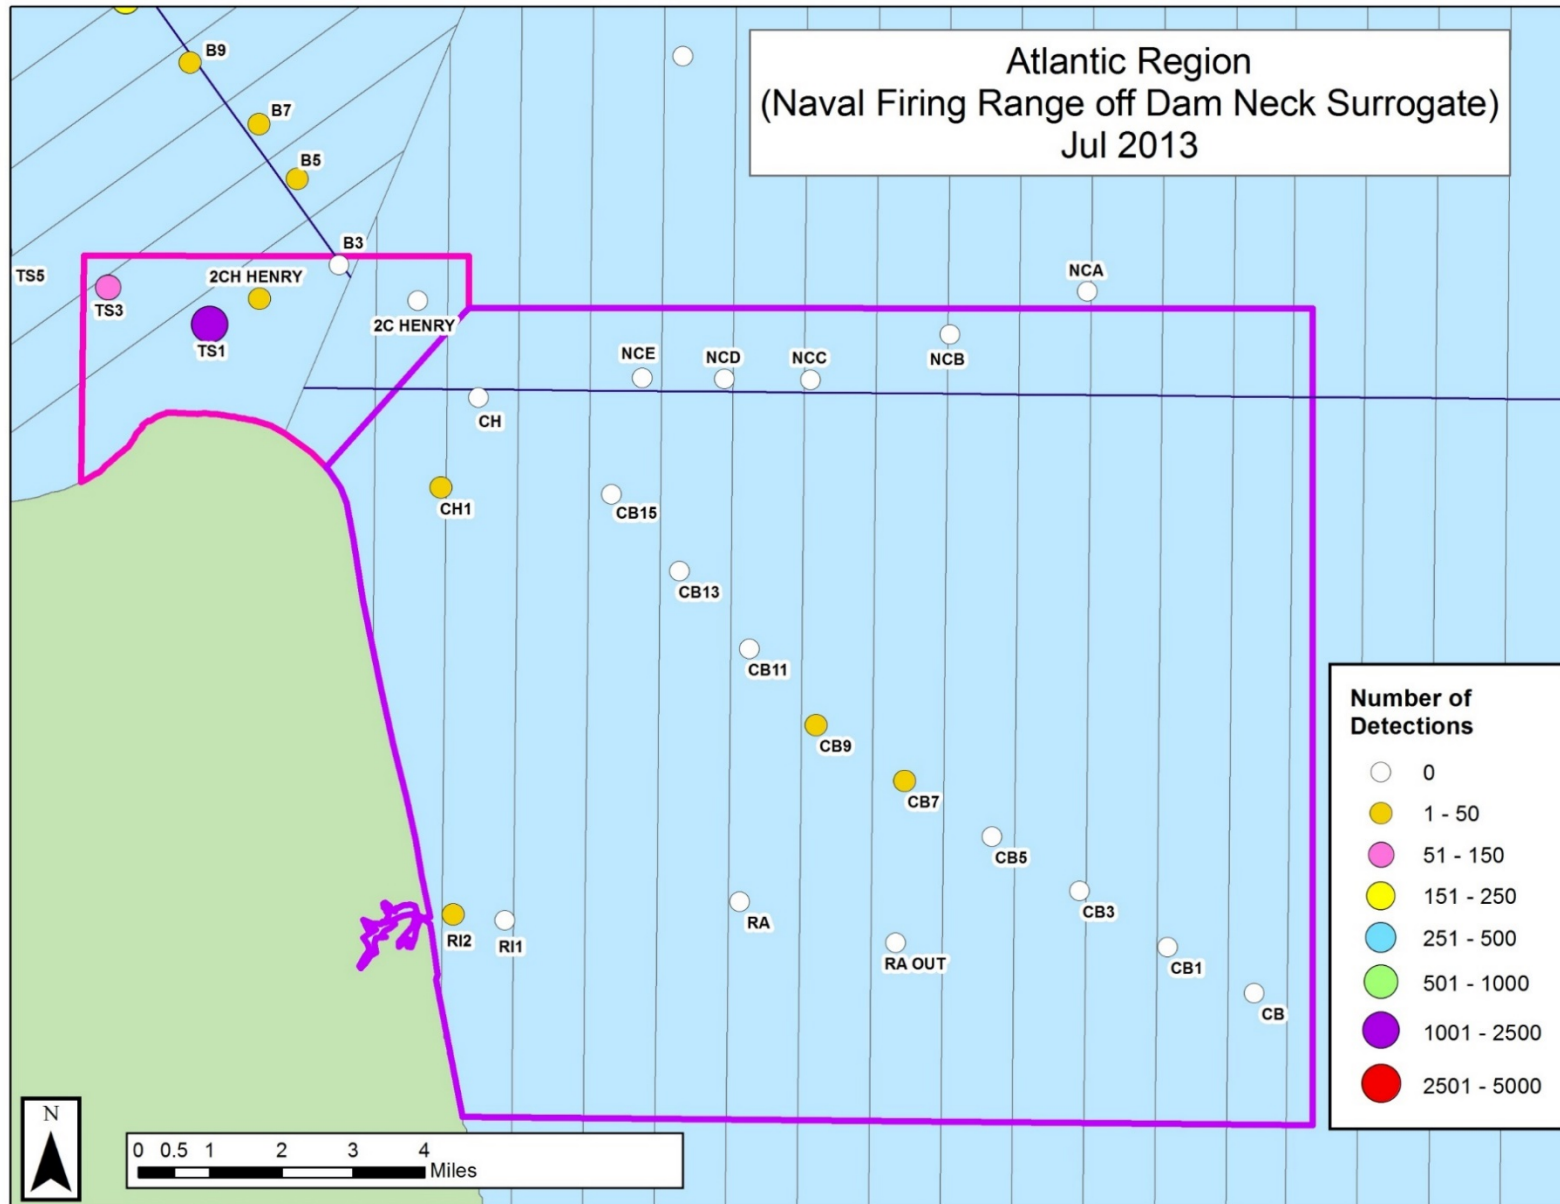 Atlantic Region
(Naval Firing Range off Dam Neck Surrogate)
Jul 2013
B9
B7
B5
B3
TS5
2CH HENRY
TS3
TS1
2C HENRY
NCA
NCB
NCE
NCD
NCC
CH
CH1
CB15
CB13
CB11
CB9
CB7
CB5
CB3
CB1
CB
RA
RA OUT
RI2
RI1
Number of
Detections
0
1 - 50
51 - 150
151 - 250
251 - 500
501 - 1000
1001 - 2500
2501 - 5000
N
0 0.5 1 2 3 4
Miles